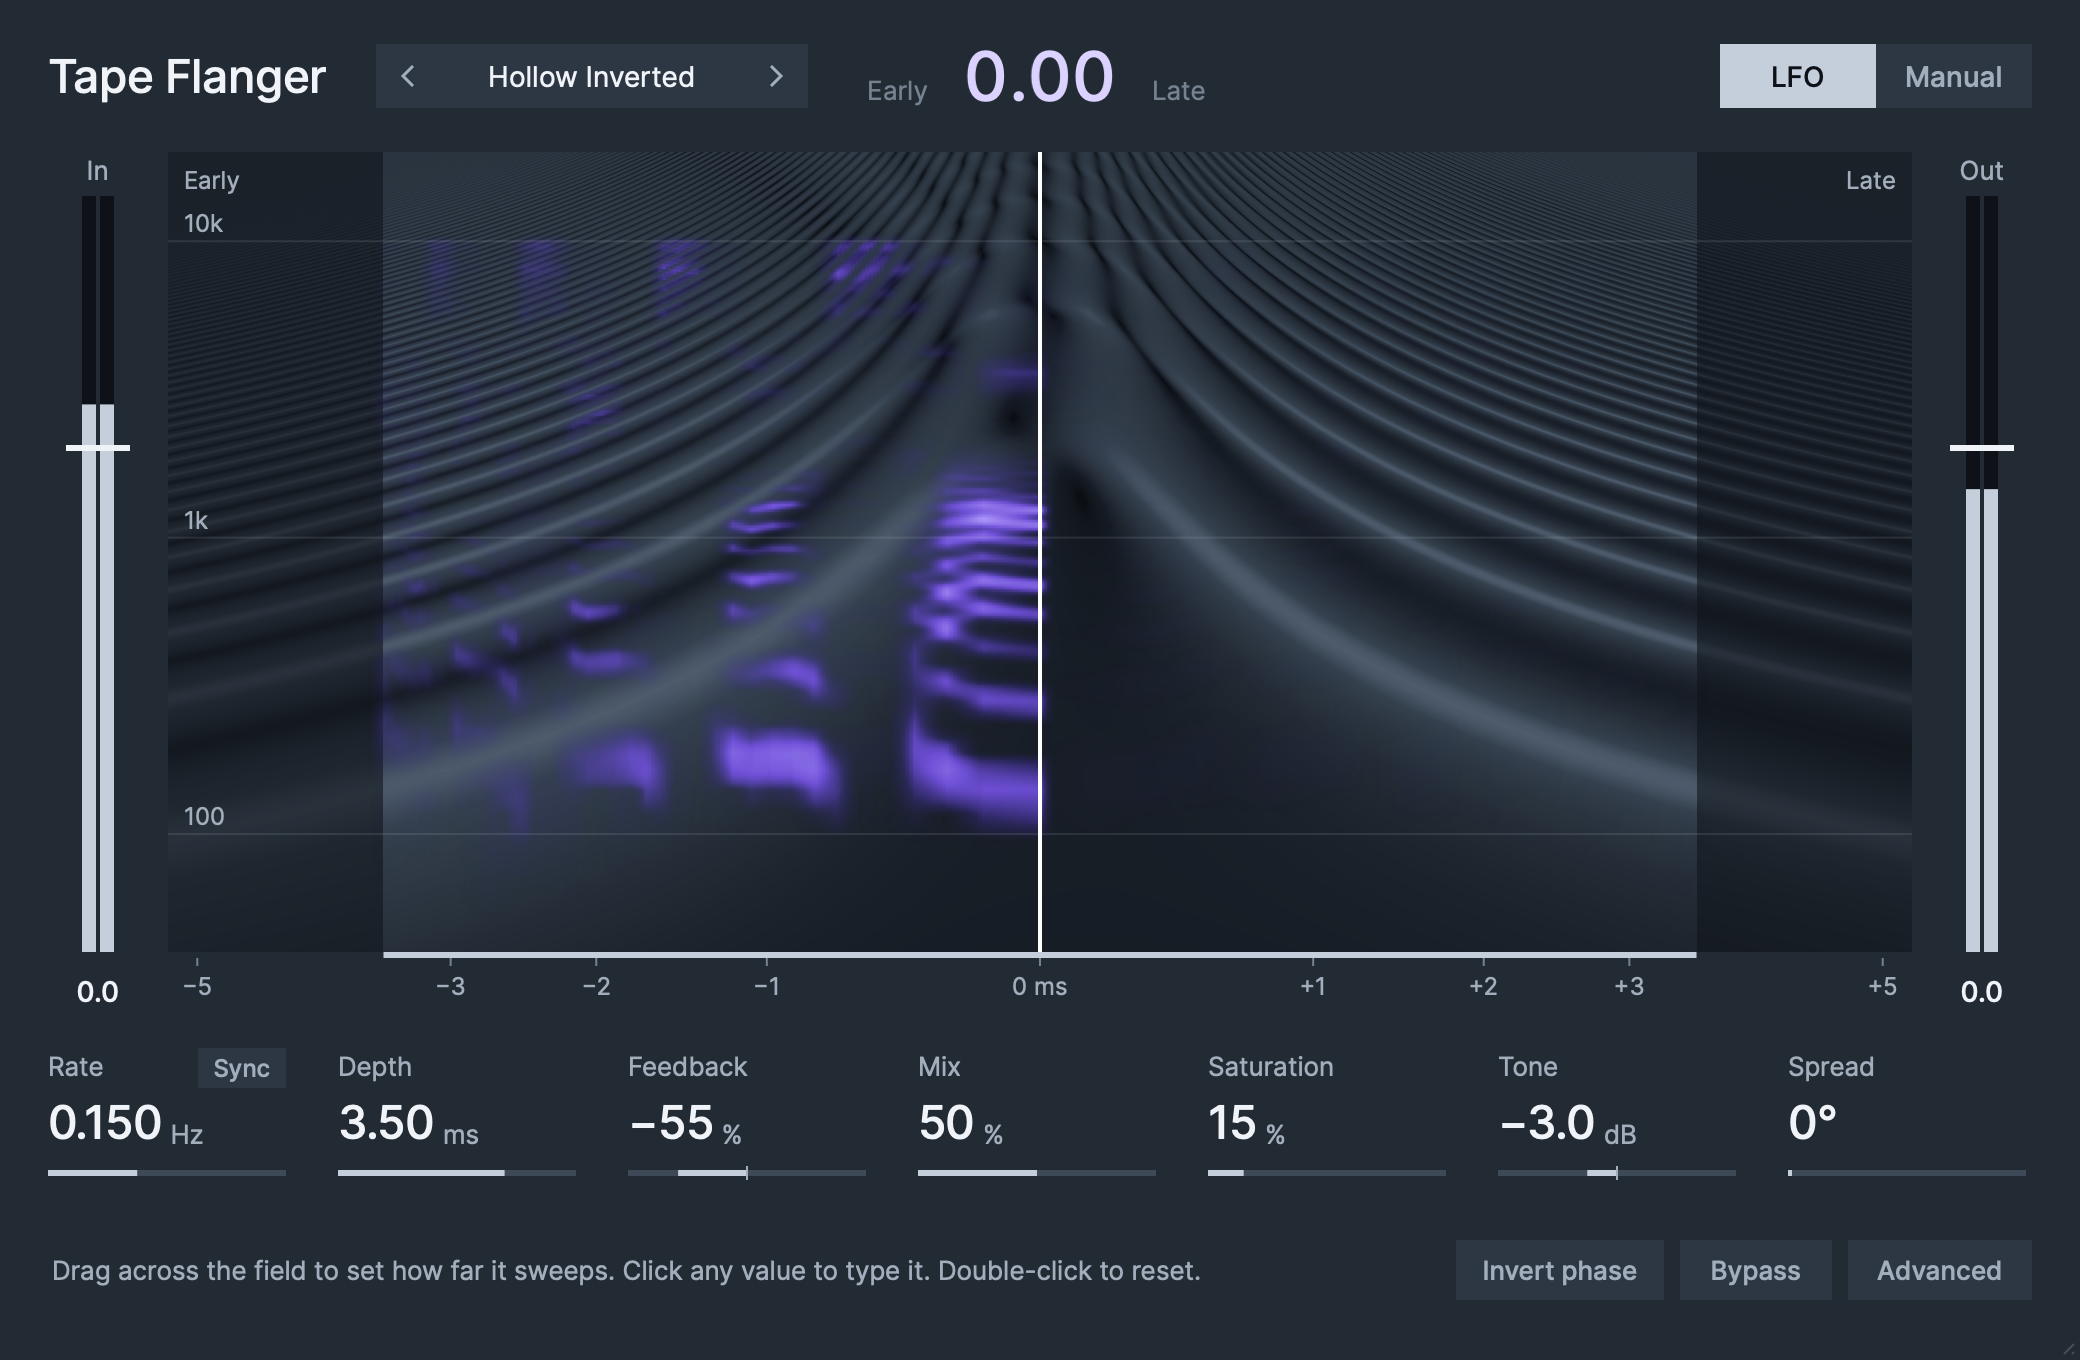 Tape Flanger
Hollow Inverted
Early 0.00 Late
LFO Manual
In
Early
Late
Out
10k
1k
100
0.0
−5 −3 −2 −1 0 ms +1 +2 +3 +5
0.0
Rate Sync Depth Feedback Mix Saturation Tone Spread
0.150 Hz 3.50 ms −55 % 50 % 15 % −3.0 dB 0°
Drag across the field to set how far it sweeps. Click any value to type it. Double-click to reset.
Invert phase Bypass Advanced